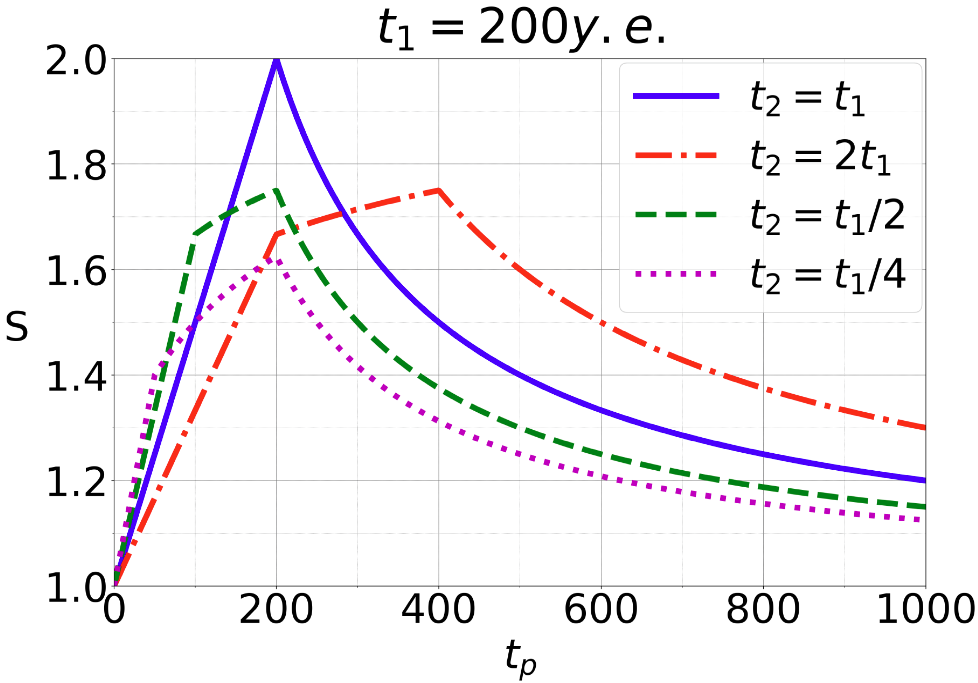 t₁ = 200y.e.
2.0
1.8
1.6
1.4
1.2
1.0
S
0
200
400
600
800
1000
tₚ
t₂ = t₁
t₂ = 2t₁
t₂ = t₁/2
t₂ = t₁/4